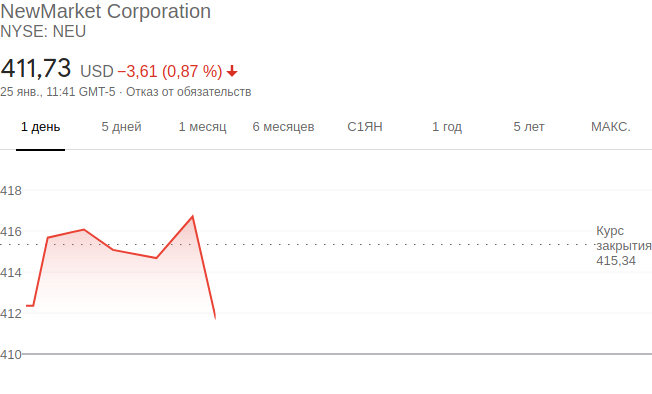 NewMarket Corporation
NYSE: NEU
411,73 USD −3,61 (0,87 %)
25 янв., 11:41 GMT-5 · Отказ от обязательств
1 день 5 дней 1 месяц 6 месяцев С1ЯН 1 год 5 лет МАКС.
418
416
414
412
410
Курс
закрытия
415,34